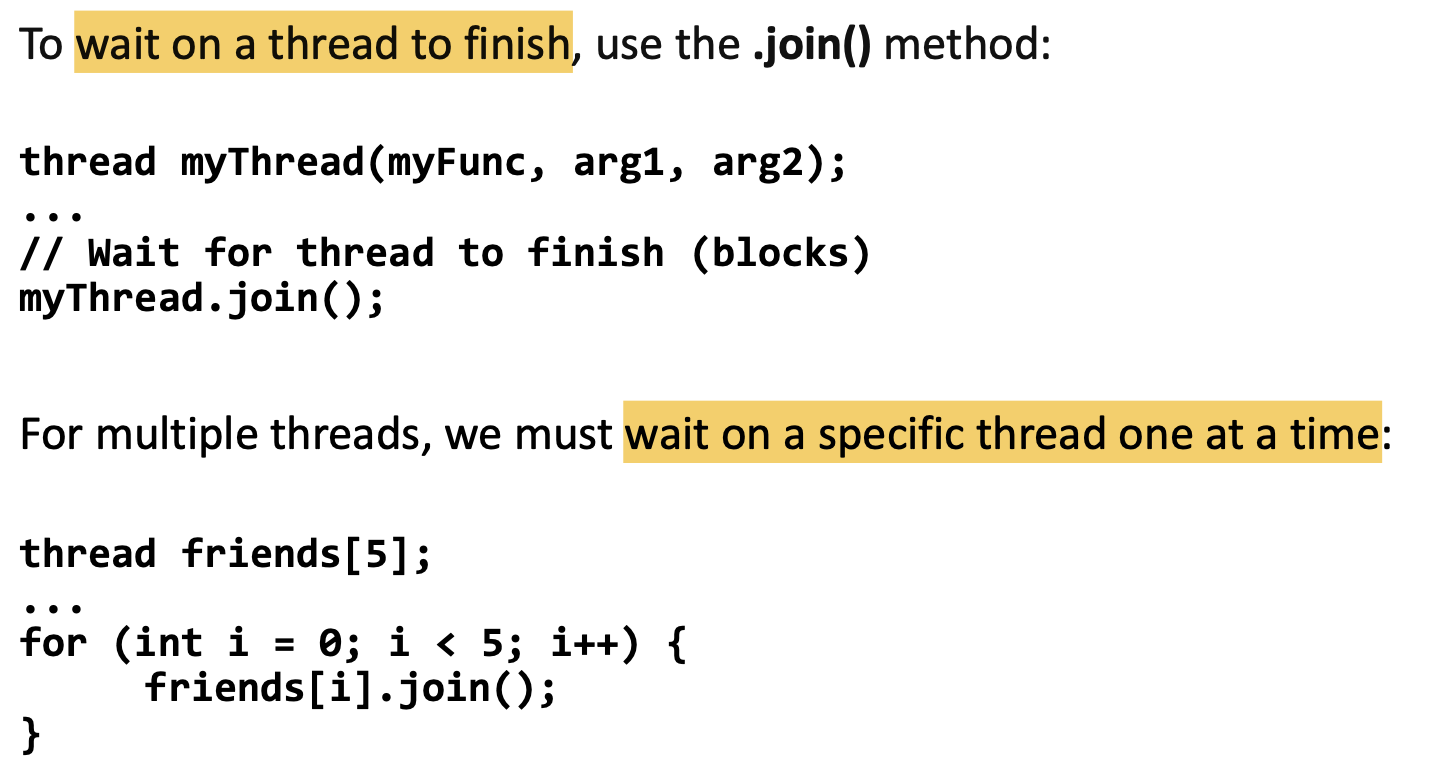 To wait on a thread to finish, use the .join() method:
thread myThread(myFunc, arg1, arg2);
...
// Wait for thread to finish (blocks)
myThread.join();
For multiple threads, we must wait on a specific thread one at a time:
thread friends[5];
...
for (int i = 0; i < 5; i++) {
friends[i].join();
}